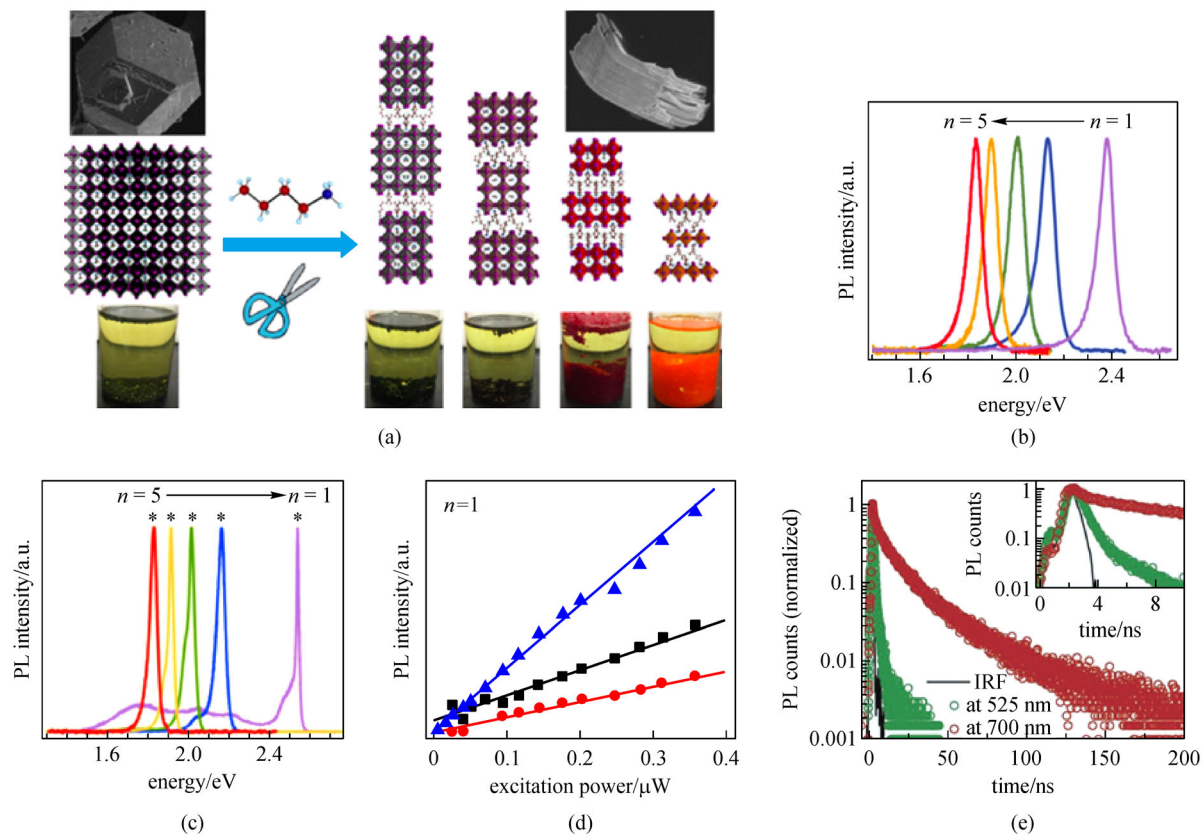 (a)
PL intensity/a.u.
n = 5 n = 1
1.6 2.0 2.4
energy/eV
(b)
PL intensity/a.u.
n = 5 n = 1
* * * * *
1.6 2.0 2.4
energy/eV
(c)
PL intensity/a.u.
n=1
0 0.1 0.2 0.3 0.4
excitation power/μW
(d)
PL counts (normalized)
1
0.1
0.01
0.001
0 50 100 150 200
time/ns
IRF
at 525 nm
at 700 nm
PL counts
1
0.1
0.01
0 4 8
time/ns
(e)